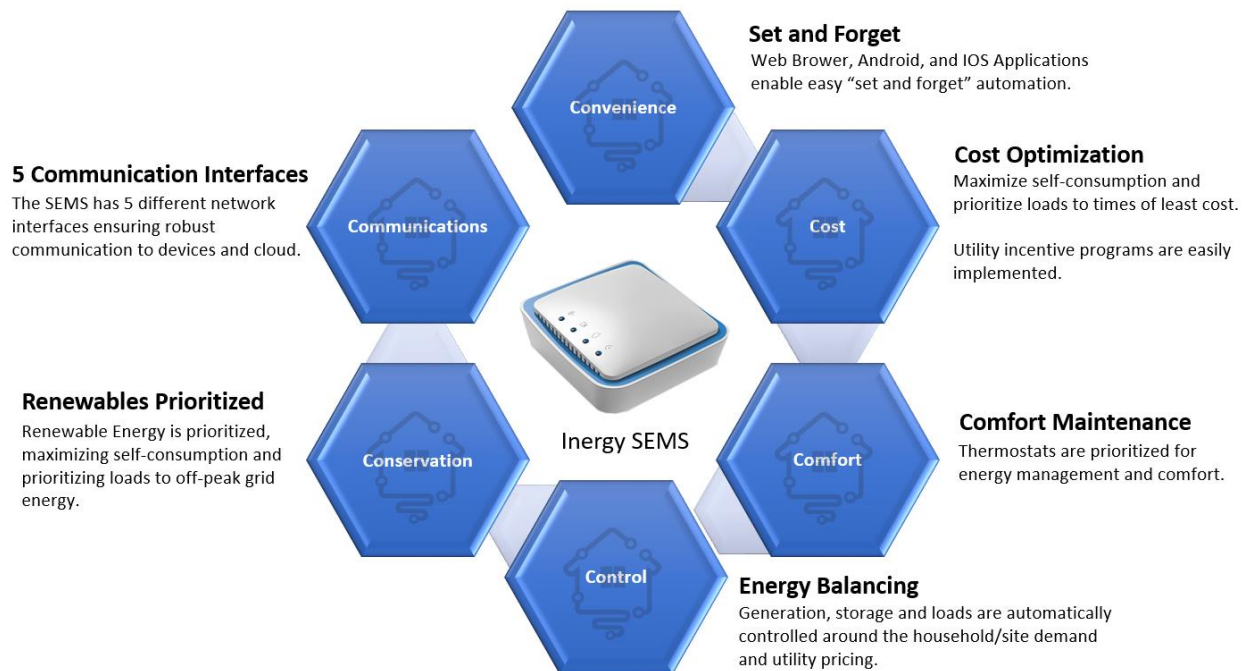 Convenience
Set and Forget
Web Brower, Android, and IOS Applications
enable easy “set and forget” automation.
Cost
Cost Optimization
Maximize self-consumption and
prioritize loads to times of least cost.
Utility incentive programs are easily
implemented.
Comfort
Comfort Maintenance
Thermostats are prioritized for
energy management and comfort.
Control
Energy Balancing
Generation, storage and loads are automatically
controlled around the household/site demand
and utility pricing.
Conservation
Renewables Prioritized
Renewable Energy is prioritized,
maximizing self-consumption and
prioritizing loads to off-peak grid
energy.
Communications
5 Communication Interfaces
The SEMS has 5 different network
interfaces ensuring robust
communication to devices and cloud.
Inergy SEMS